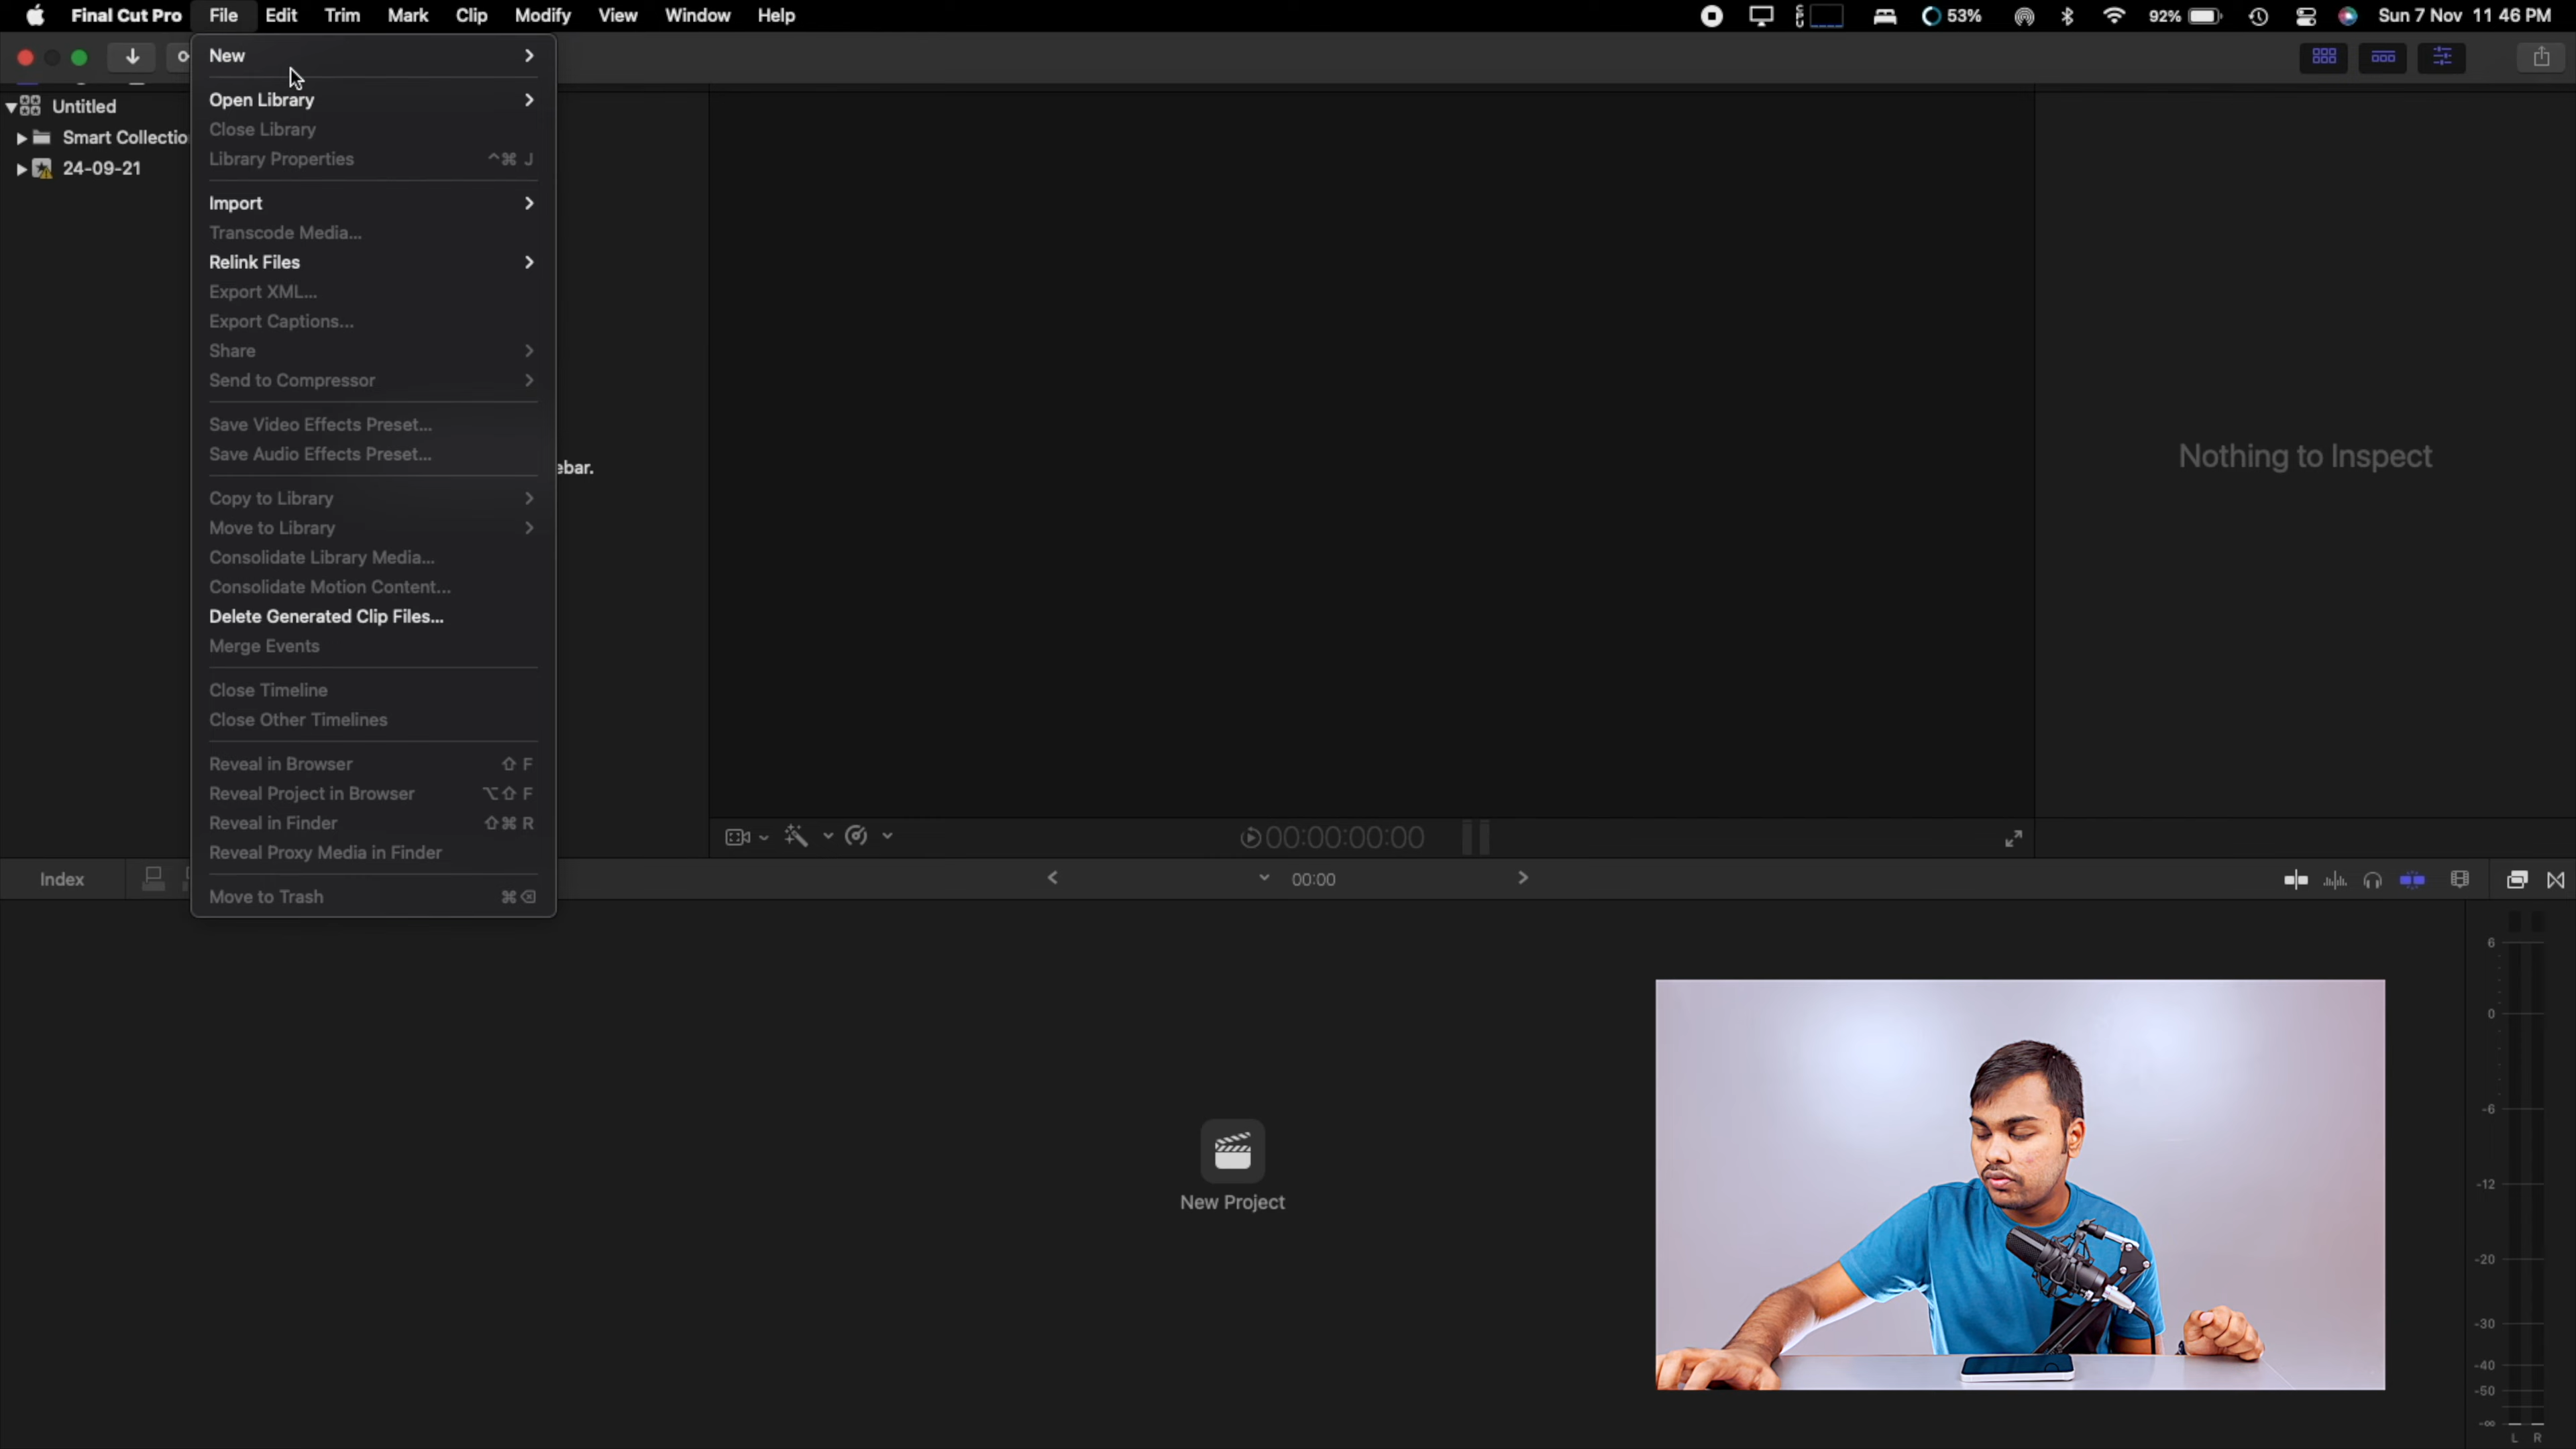 Final Cut Pro File Edit Trim Mark Clip Modify View Window Help
CPU 53% 92% Sun 7 Nov 11 46 PM
New
Open Library
Close Library
Library Properties ^⌘ J
Import
Transcode Media...
Relink Files
Export XML...
Export Captions...
Share
Send to Compressor
Save Video Effects Preset...
Save Audio Effects Preset...
Copy to Library
Move to Library
Consolidate Library Media...
Consolidate Motion Content...
Delete Generated Clip Files...
Merge Events
Close Timeline
Close Other Timelines
Reveal in Browser ⇧ F
Reveal Project in Browser ⌥⇧ F
Reveal in Finder ⇧⌘ R
Reveal Proxy Media in Finder
Move to Trash ⌘⌫
Untitled
Smart Collectio
24-09-21
ebar.
Nothing to Inspect
00:00:00:00
Index
00:00
New Project
6
0
-6
-12
-20
-30
-40
-50
-∞
L R